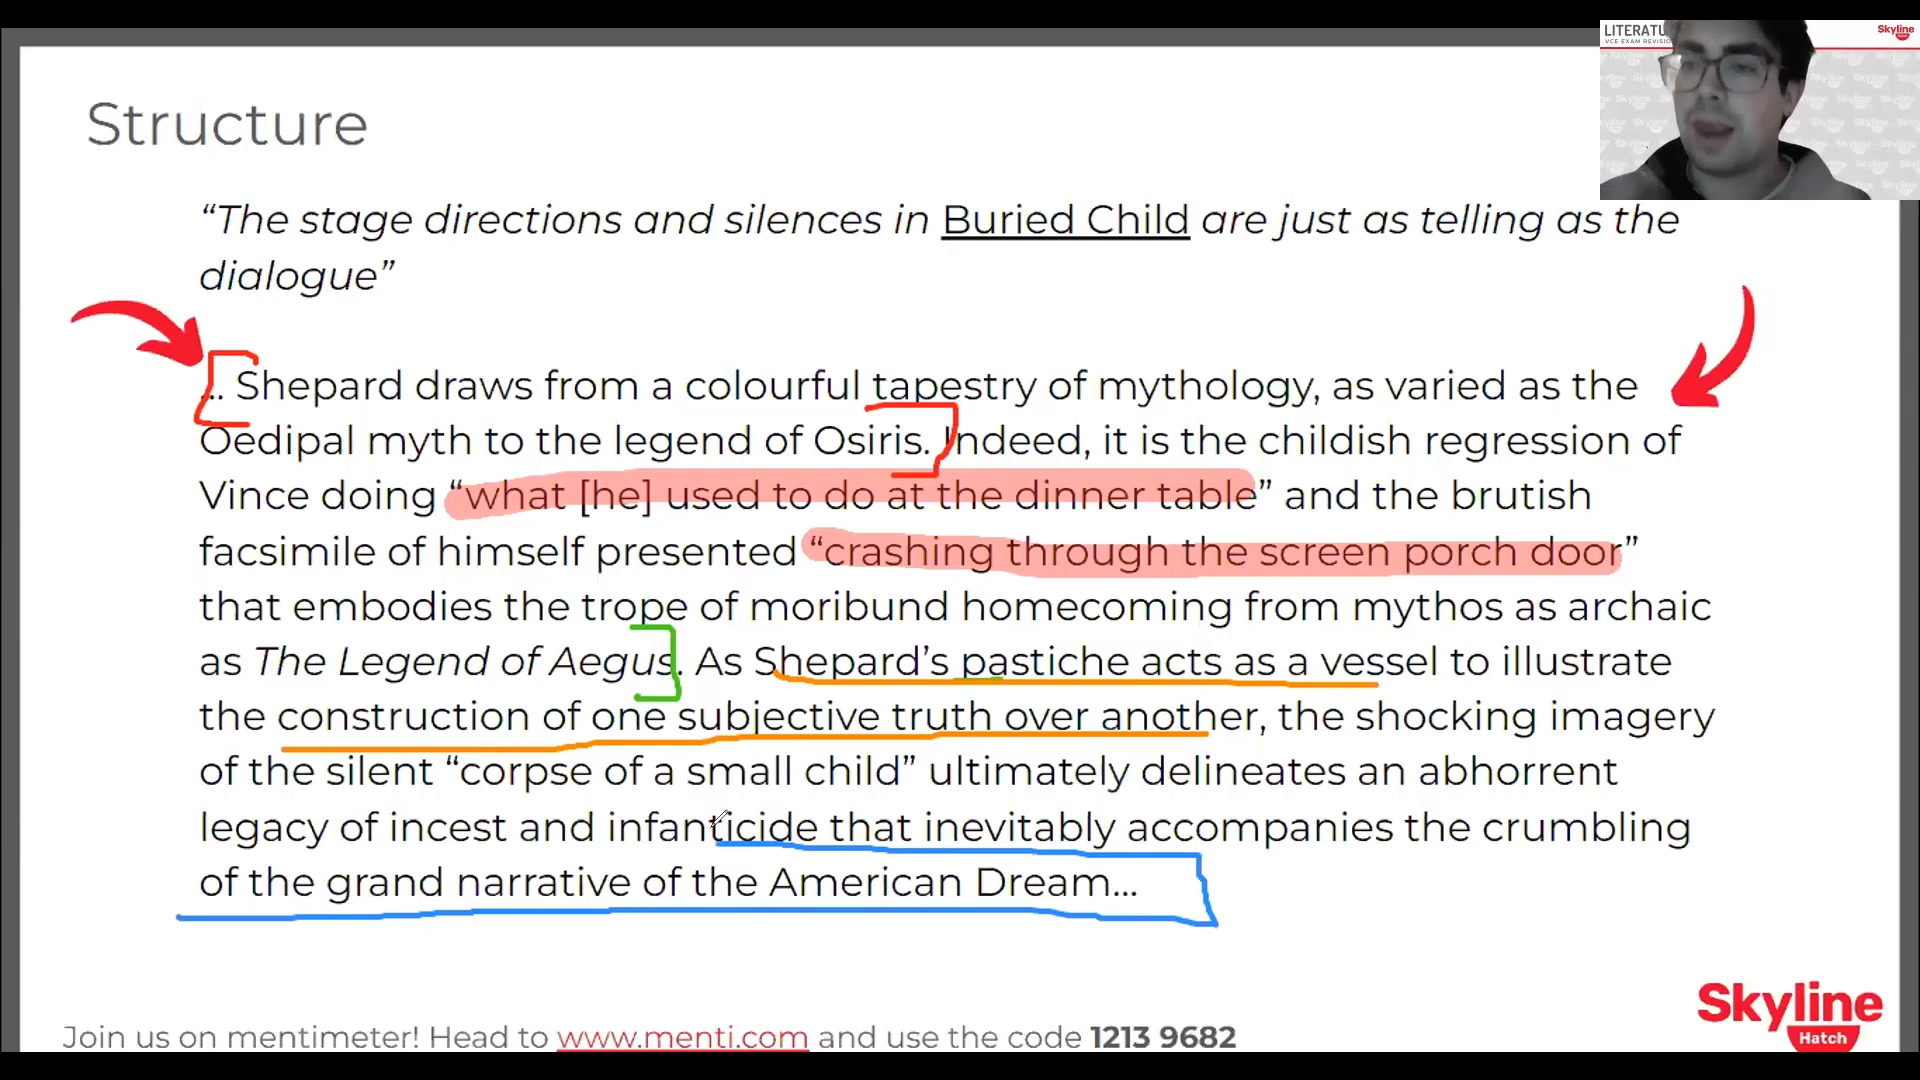 LITERATU
VCE EXAM REVISIO
Skyline
Structure
“The stage directions and silences in Buried Child are just as telling as the
dialogue”
... Shepard draws from a colourful tapestry of mythology, as varied as the
Oedipal myth to the legend of Osiris. Indeed, it is the childish regression of
Vince doing “what [he] used to do at the dinner table” and the brutish
facsimile of himself presented “crashing through the screen porch door”
that embodies the trope of moribund homecoming from mythos as archaic
as The Legend of Aegus. As Shepard’s pastiche acts as a vessel to illustrate
the construction of one subjective truth over another, the shocking imagery
of the silent “corpse of a small child” ultimately delineates an abhorrent
legacy of incest and infanticide that inevitably accompanies the crumbling
of the grand narrative of the American Dream...
Skyline
Hatch
Join us on mentimeter! Head to www.menti.com and use the code 1213 9682